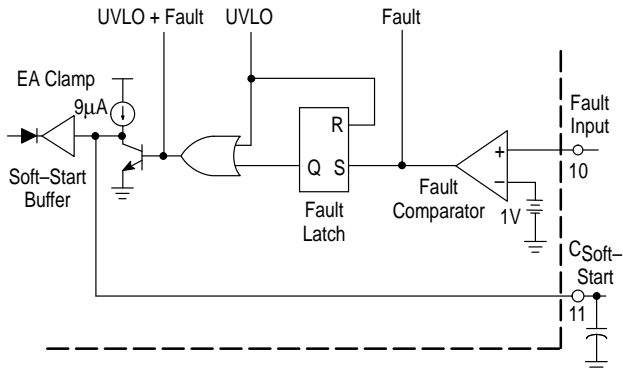 UVLO + Fault
UVLO
Fault
EA Clamp
9µA
Fault
Input
R
Q
S
+
–
10
Soft–Start
Buffer
Fault
Latch
Fault
Comparator
1V
CSoft–
Start
11